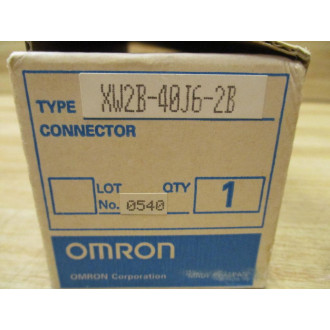 TYPE XW2B-40J6-2B
CONNECTOR
LOT No. 0540 QTY 1
OMRON
OMRON Corporation